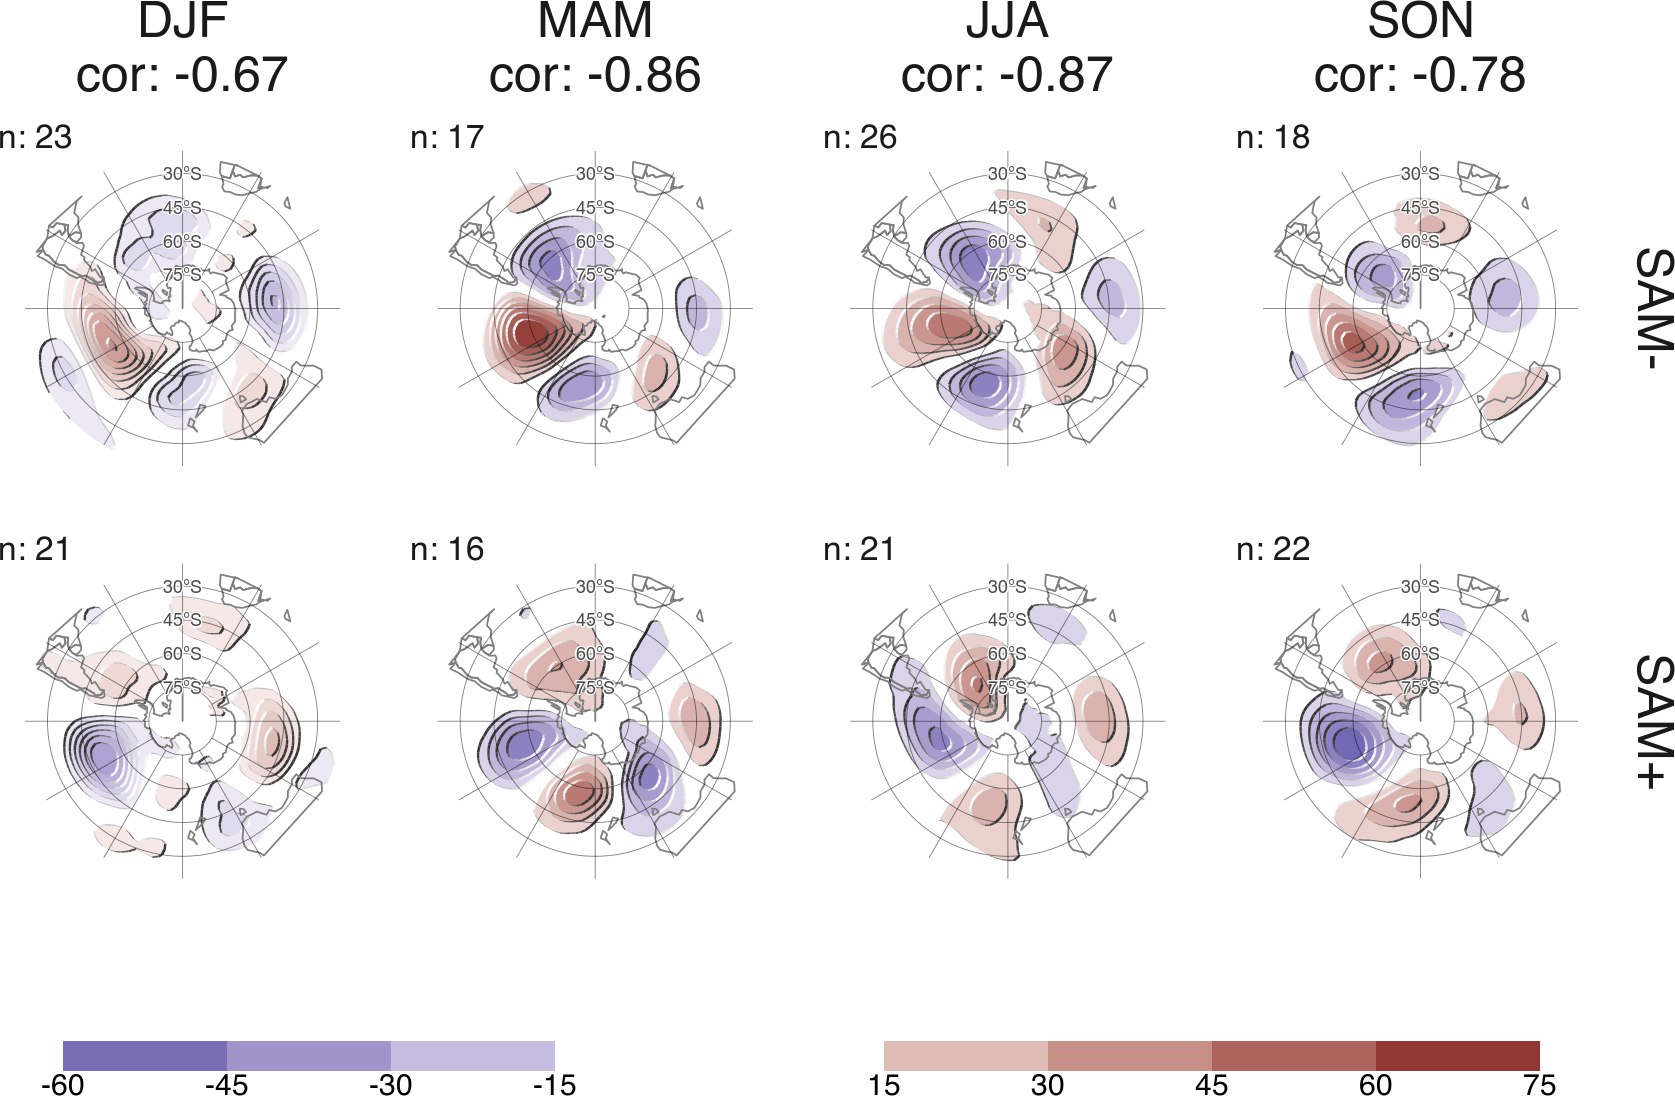 DJF MAM JJA SON
cor: -0.67 cor: -0.86 cor: -0.87 cor: -0.78
n: 23 n: 17 n: 26 n: 18
30°S 30°S 30°S 30°S
45°S 45°S 45°S 45°S
60°S 60°S 60°S 60°S
75°S 75°S 75°S 75°S
SAM-
n: 21 n: 16 n: 21 n: 22
30°S 30°S 30°S 30°S
45°S 45°S 45°S 45°S
60°S 60°S 60°S 60°S
75°S 75°S 75°S 75°S
SAM+
-60 -45 -30 -15 15 30 45 60 75